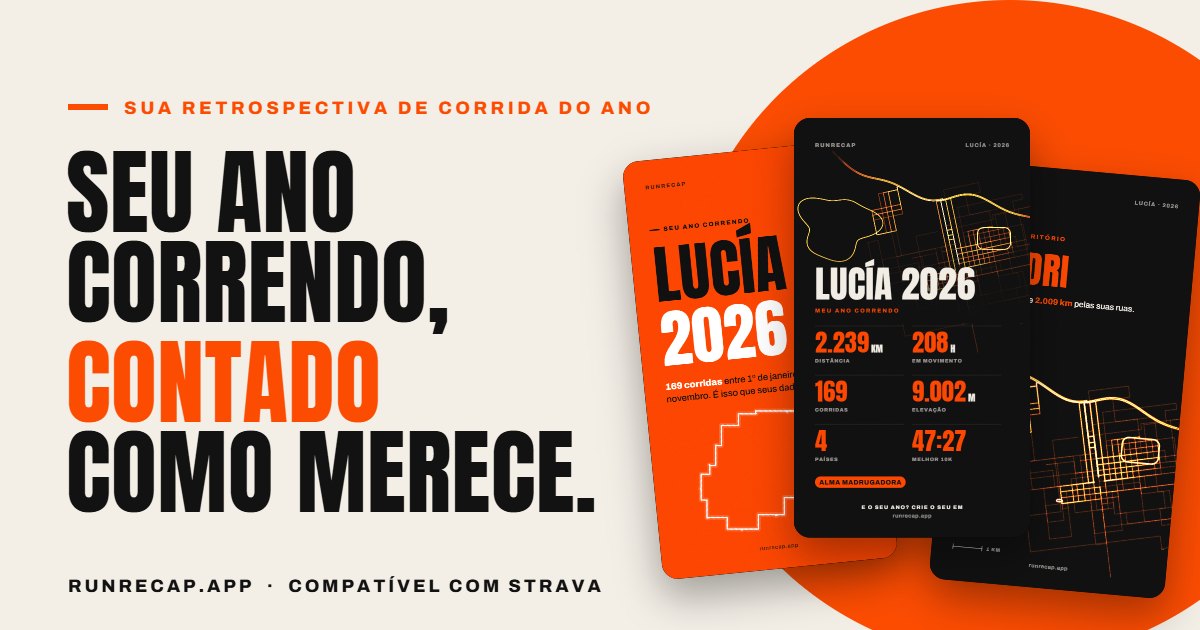 SUA RETROSPECTIVA DE CORRIDA DO ANO
SEU ANO
CORRENDO,
CONTADO
COMO MERECE.
RUNRECAP.APP · COMPATÍVEL COM STRAVA
RUNRECAP
SEU ANO CORRENDO
LUCÍA
2026
169 corridas entre 1º de janeiro
novembro. É isso que seus
runrecap.app
RUNRECAP
LUCÍA · 2026
LUCÍA 2026
MEU ANO CORRENDO
2.239 KM
DISTÂNCIA
208 H
EM MOVIMENTO
169
CORRIDAS
9.002 M
ELEVAÇÃO
4
PAÍSES
47:27
MELHOR 10K
ALMA MADRUGADORA
E O SEU ANO? CRIE O SEU EM
runrecap.app
LUCÍA · 2026
2.009 km pelas suas ruas.
1 KM
runrecap.app